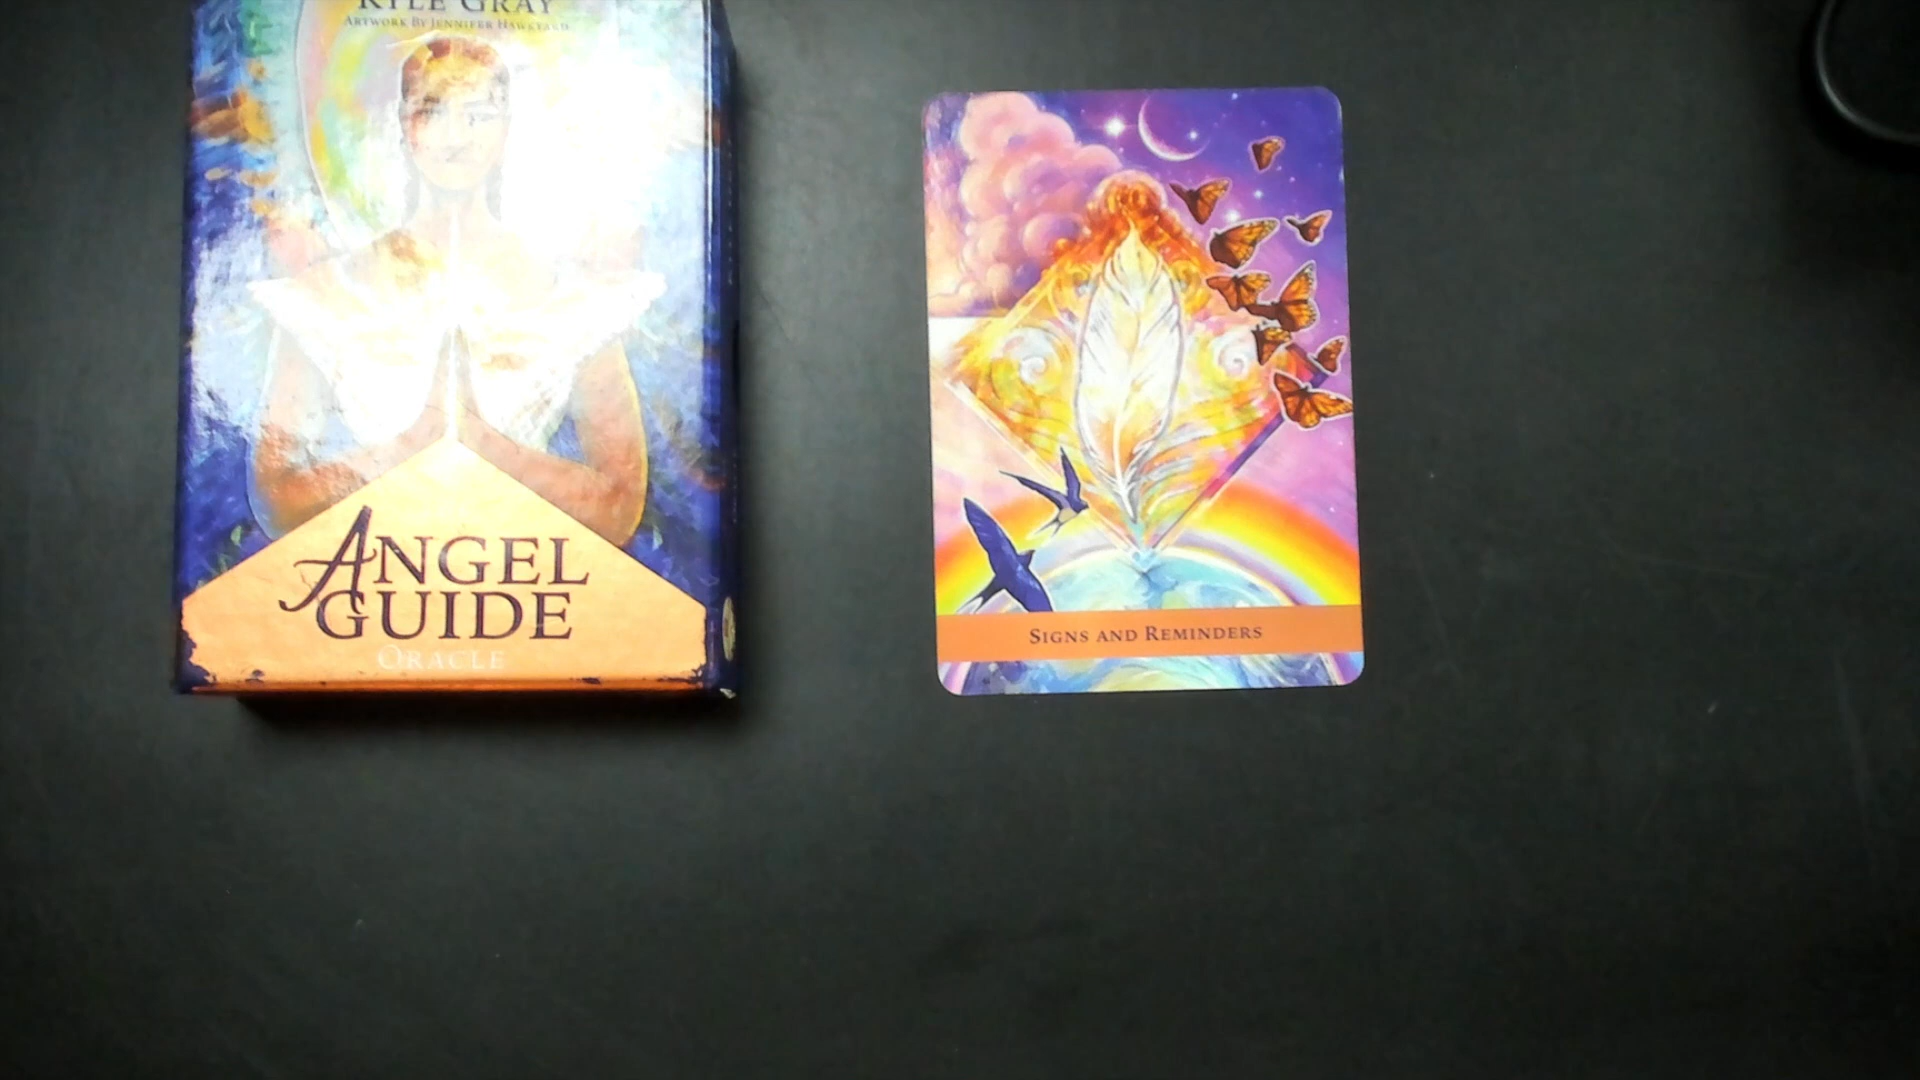 KYLE GRAY
ARTWORK BY JENNIFER HAWKYARD
ANGEL
GUIDE
ORACLE
SIGNS AND REMINDERS